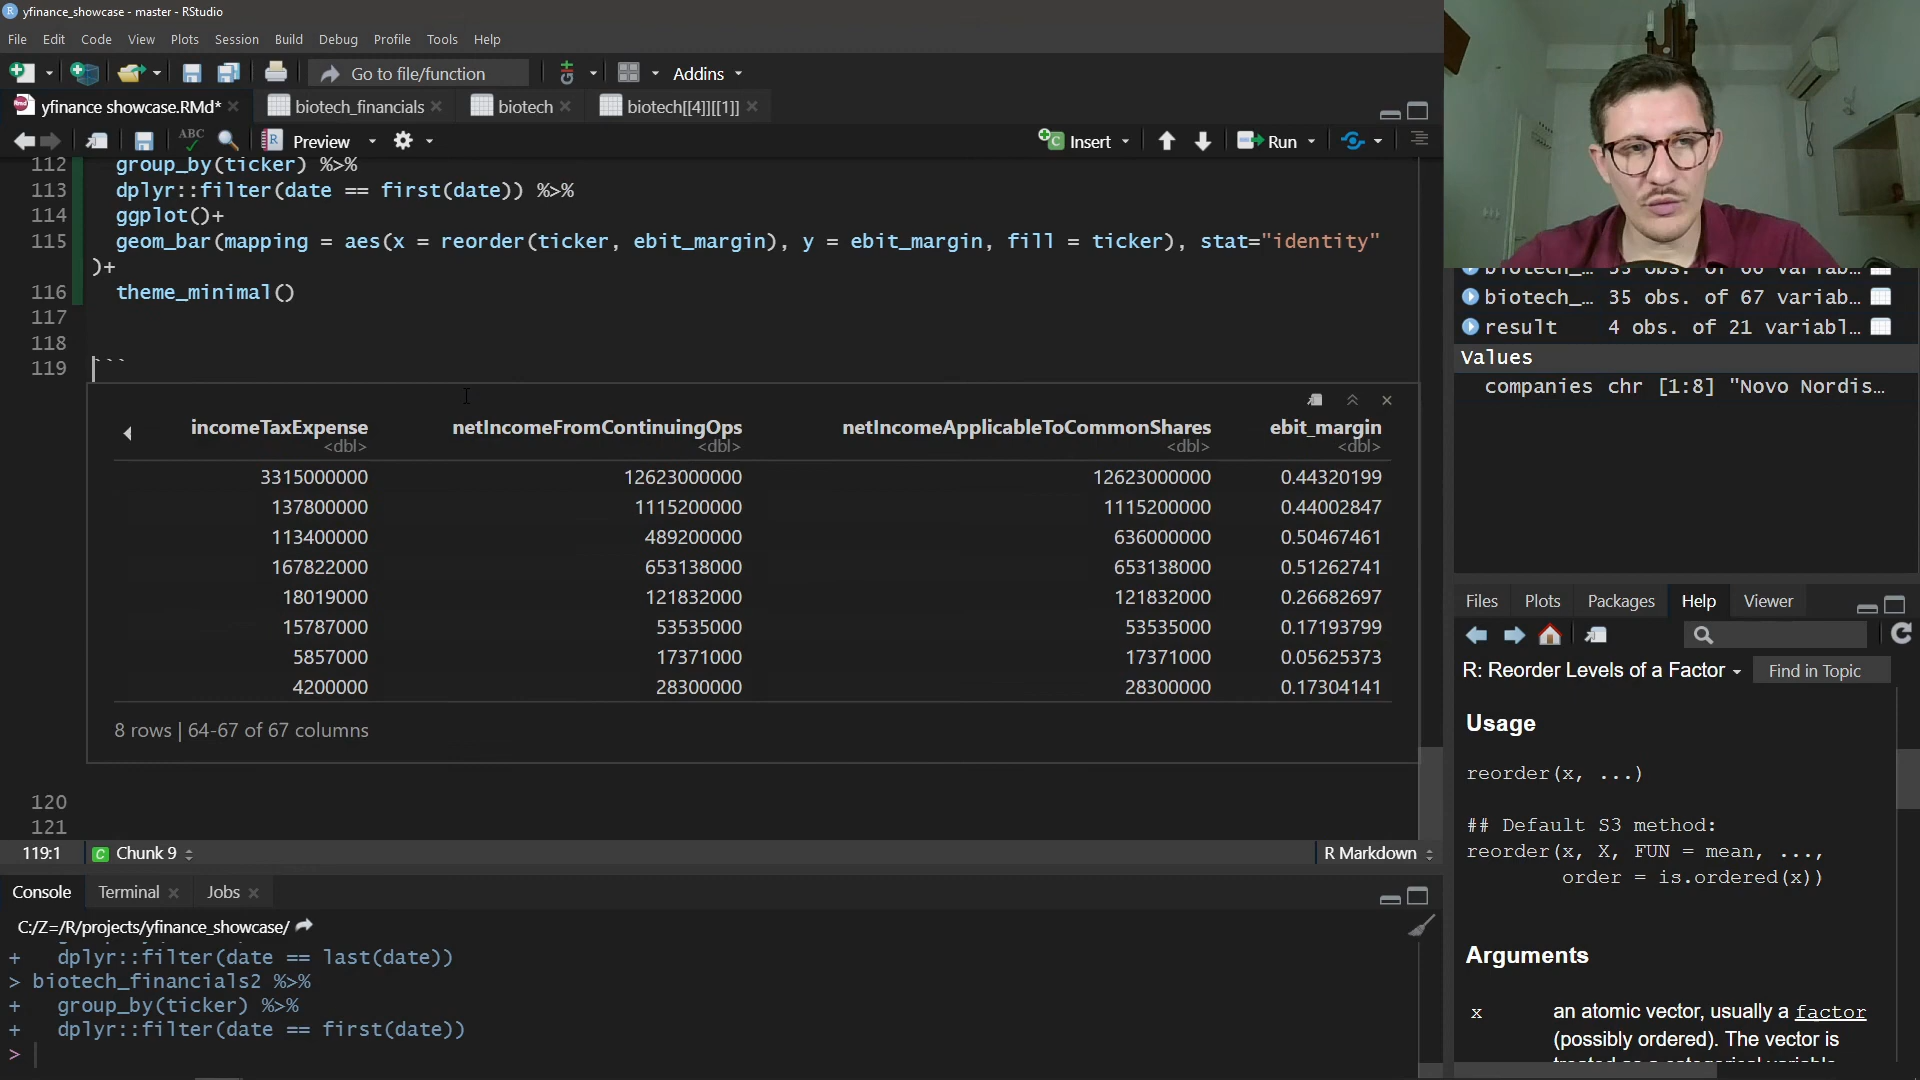 yfinance_showcase - master - RStudio
File Edit Code View Plots Session Build Debug Profile Tools Help
Go to file/function Addins
yfinance showcase.RMd* biotech_financials biotech biotech[[4]][[1]]
ABC Preview Insert Run
112 group_by(ticker) %>%
113 dplyr::filter(date == first(date)) %>%
114 ggplot()+
115 geom_bar(mapping = aes(x = reorder(ticker, ebit_margin), y = ebit_margin, fill = ticker), stat="identity"
)+
116 theme_minimal()
117
118
119 ```
incomeTaxExpense netIncomeFromContinuingOps netIncomeApplicableToCommonShares ebit_margin
<dbl> <dbl> <dbl> <dbl>
3315000000 12623000000 12623000000 0.44320199
137800000 1115200000 1115200000 0.44002847
113400000 489200000 636000000 0.50467461
167822000 653138000 653138000 0.51262741
18019000 121832000 121832000 0.26682697
15787000 53535000 53535000 0.17193799
5857000 17371000 17371000 0.05625373
4200000 28300000 28300000 0.17304141
8 rows | 64-67 of 67 columns
120
121
119:1 C Chunk 9 R Markdown
Console Terminal Jobs
C:/Z=/R/projects/yfinance_showcase/
+ dplyr::filter(date == last(date))
> biotech_financials2 %>%
+ group_by(ticker) %>%
+ dplyr::filter(date == first(date))
>
biotech_… 35 obs. of 67 variab…
result 4 obs. of 21 variabl…
Values
companies chr [1:8] "Novo Nordis…
Files Plots Packages Help Viewer
R: Reorder Levels of a Factor Find in Topic
Usage
reorder(x, ...)
## Default S3 method:
reorder(x, X, FUN = mean, ...,
order = is.ordered(x))
Arguments
x an atomic vector, usually a factor
(possibly ordered). The vector is